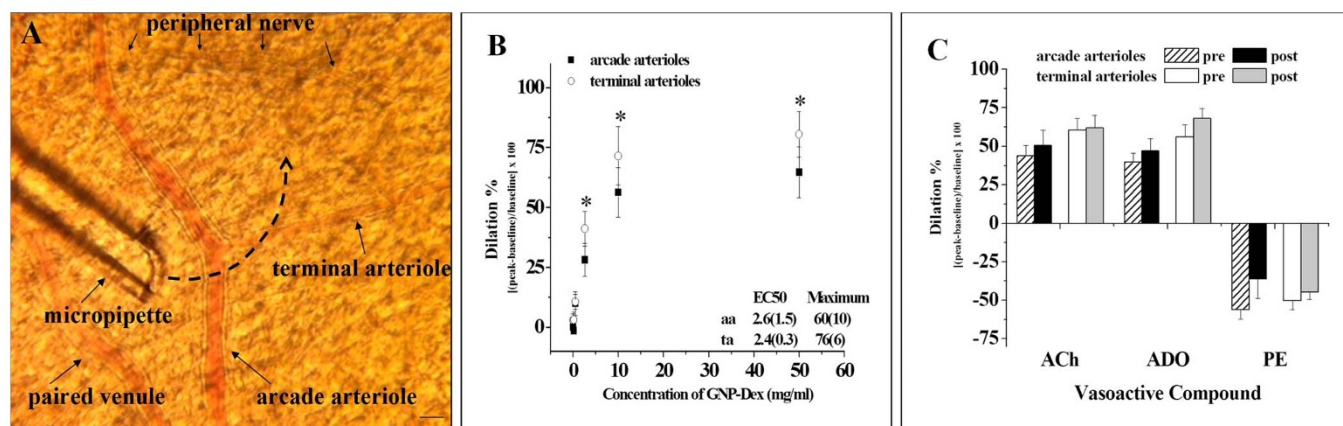 A
peripheral nerve
terminal arteriole
micropipette
paired venule
arcade arteriole
B
arcade arterioles
terminal arterioles
Dilation %
[(peak-baseline)/baseline] x 100
100
75
50
25
0
*
*
*
EC50 Maximum
aa 2.6(1.5) 60(10)
ta 2.4(0.3) 76(6)
0 10 20 30 40 50 60
Concentration of GNP-Dex (mg/ml)
C
arcade arterioles pre post
terminal arterioles pre post
Dilation %
[(peak-baseline)/baseline] x 100
100
75
50
25
0
-25
-50
-75
ACh ADO PE
Vasoactive Compound